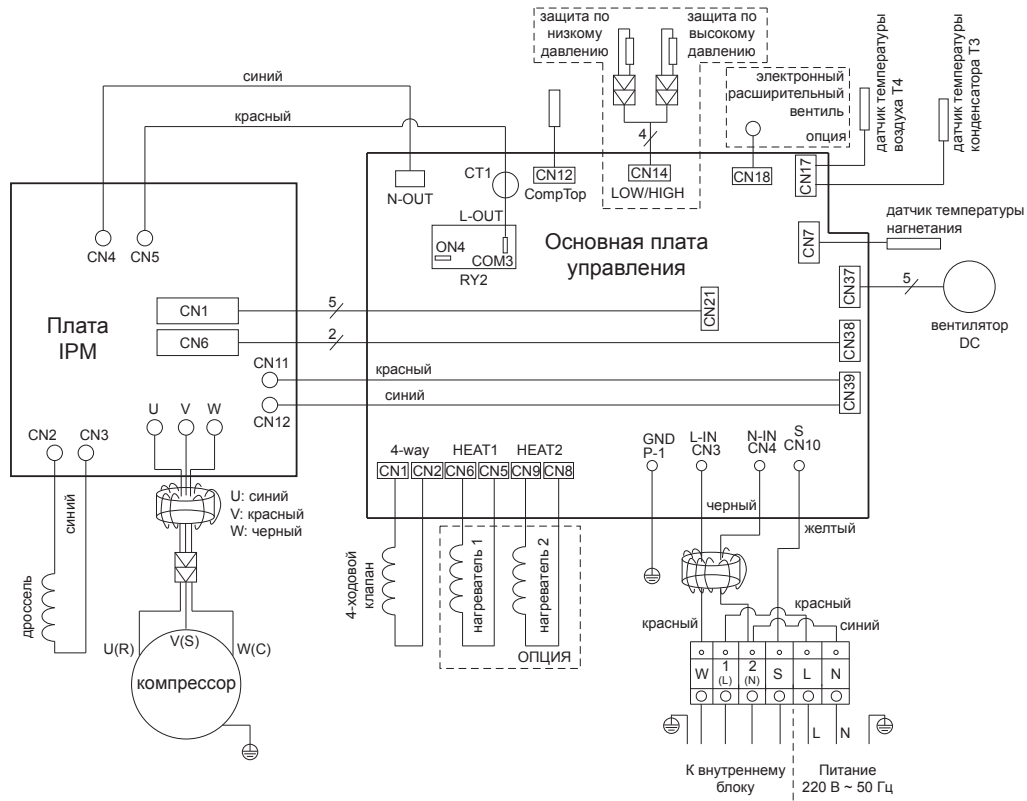 защита по
низкому
давлению
защита по
высокому
давлению
датчик температуры
воздуха T4
датчик температуры
конденсатора T3
синий
электронный
расширительный
вентиль
опция
красный
4
CN17
CT1
CN12
CN14
CN18
CompTop
LOW/HIGH
N-OUT
датчик температуры
нагнетания
L-OUT
CN7
CN4
CN5
ON4
COM3
RY2
Основная плата
управления
CN37
5
вентилятор
DC
CN1
5
CN21
Плата
IPM
CN6
2
CN38
CN11
красный
CN39
синий
CN12
U
V
W
CN2
CN3
4-way
HEAT1
HEAT2
GND
P-1
L-IN
CN3
N-IN
CN4
S
CN10
CN1
CN2
CN6
CN5
CN9
CN8
U: синий
V: красный
W: черный
синий
черный
желтый
дроссель
4-ходовой
клапан
нагреватель 1
нагреватель 2
ОПЦИЯ
красный
красный
синий
U(R)
V(S)
W(C)
компрессор
W
1
(L)
2
(N)
S
L
N
L
N
К внутреннему
блоку
Питание
220 В ~ 50 Гц